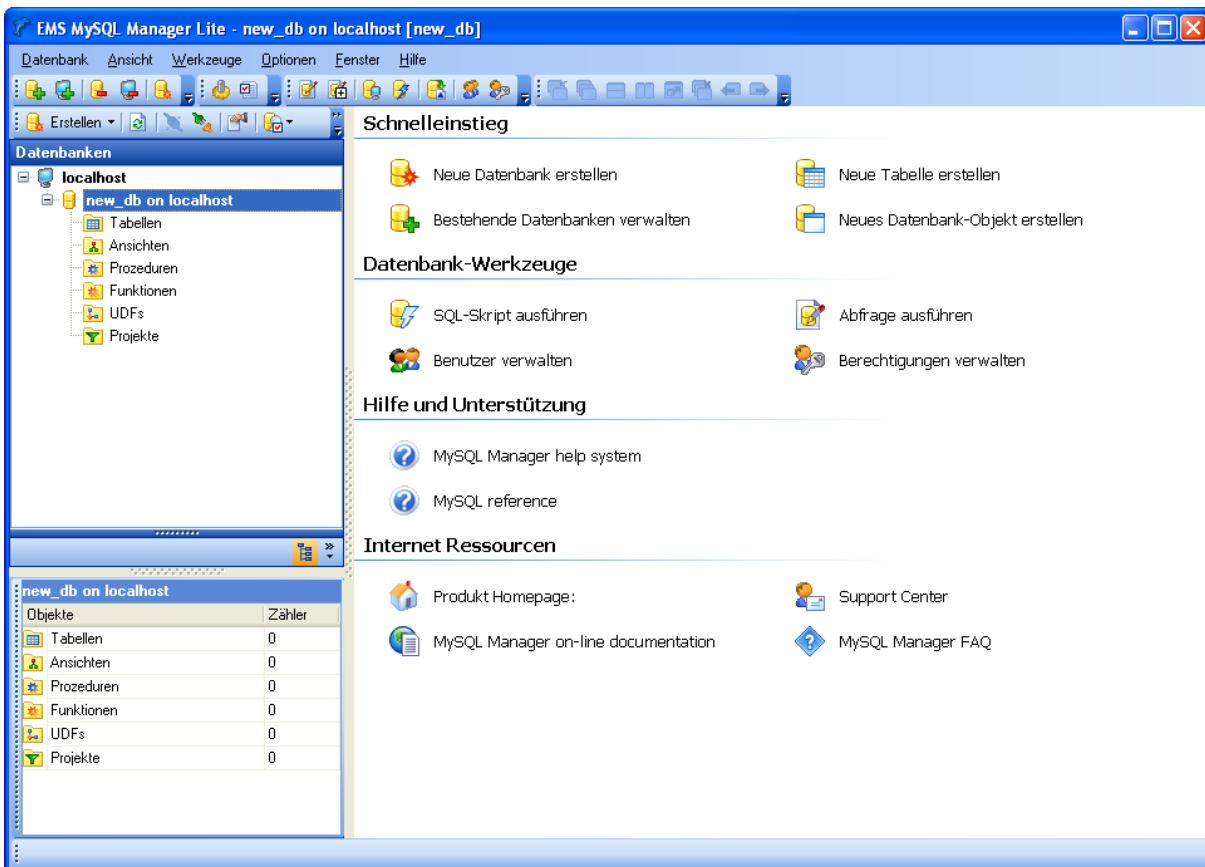 EMS MySQL Manager Lite - new_db on localhost [new_db]
Datenbank Ansicht Werkzeuge Optionen Fenster Hilfe
Erstellen
Datenbanken
localhost
new_db on localhost
Tabellen
Ansichten
Prozeduren
Funktionen
UDFs
Projekte
new_db on localhost
Objekte Zähler
Tabellen 0
Ansichten 0
Prozeduren 0
Funktionen 0
UDFs 0
Projekte 0
Schnelleinstieg
Neue Datenbank erstellen Neue Tabelle erstellen
Bestehende Datenbanken verwalten Neues Datenbank-Objekt erstellen
Datenbank-Werkzeuge
SQL-Skript ausführen Abfrage ausführen
Benutzer verwalten Berechtigungen verwalten
Hilfe und Unterstützung
MySQL Manager help system
MySQL reference
Internet Ressourcen
Produkt Homepage: Support Center
MySQL Manager on-line documentation MySQL Manager FAQ